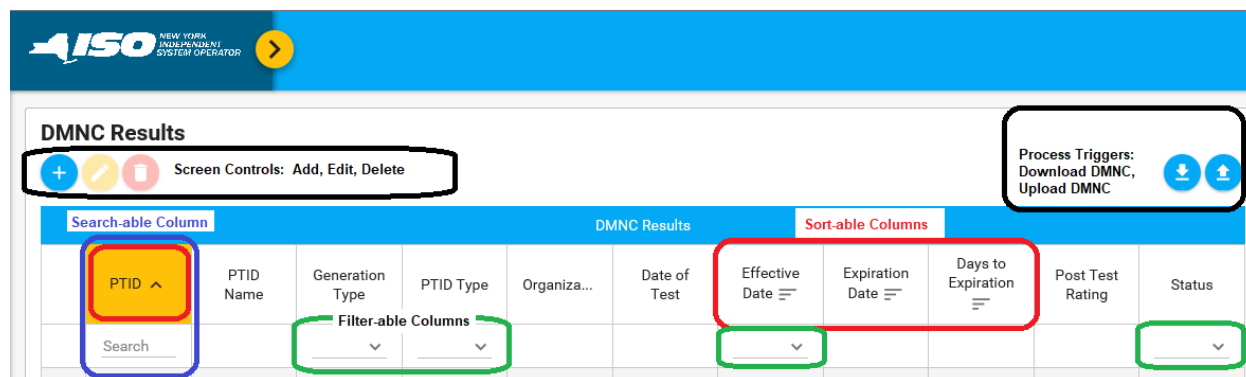 ISO NEW YORK
INDEPENDENT
SYSTEM OPERATOR
DMNC Results
Screen Controls: Add, Edit, Delete
Process Triggers:
Download DMNC,
Upload DMNC
Search-able Column
DMNC Results
Sort-able Columns
PTID
PTID
Name
Generation
Type
PTID Type
Organiza...
Date of
Test
Effective
Date
Expiration
Date
Days to
Expiration
Post Test
Rating
Status
Filter-able Columns
Search